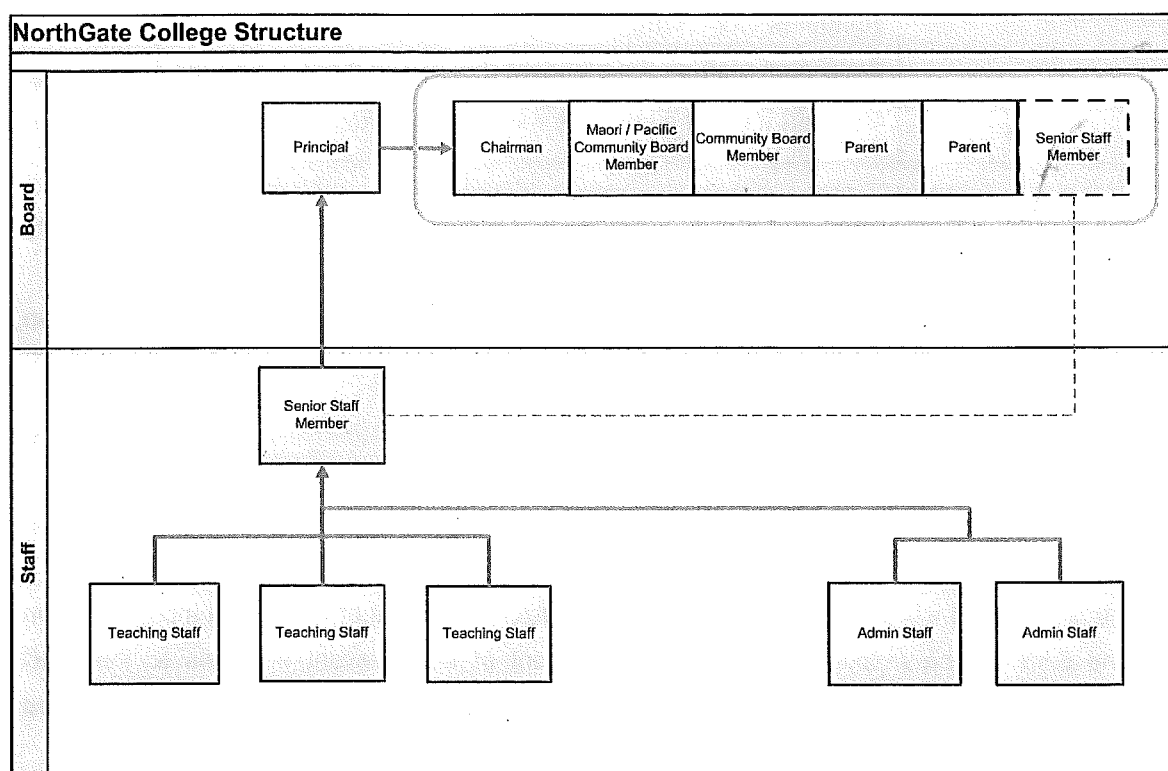 NorthGate College Structure
Board
Principal
Chairman
Maori / Pacific
Community Board
Member
Community Board
Member
Parent
Parent
Senior Staff
Member
Staff
Senior Staff
Member
Teaching Staff
Teaching Staff
Teaching Staff
Admin Staff
Admin Staff